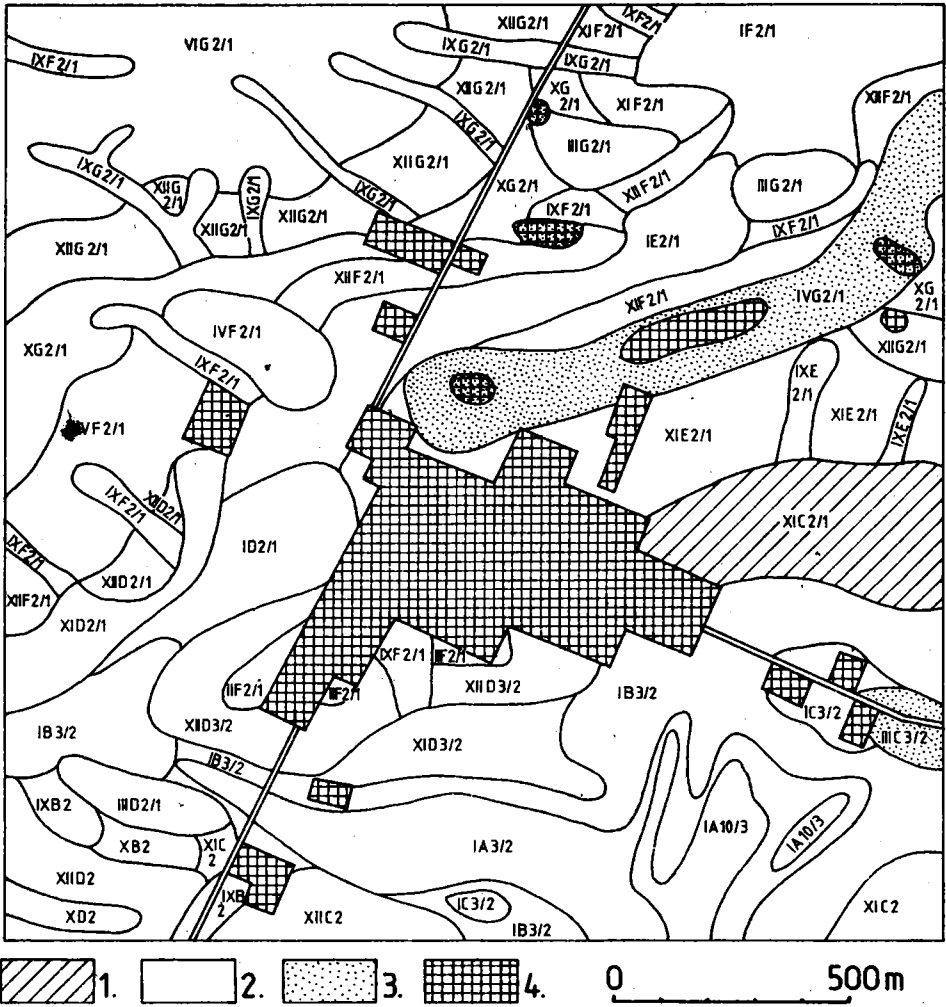 XIIG2/1
IXF2/1
XIF2/1
IF2/1
VIG2/1
IXG2/1
IXG2/1
IXF2/1
XIIG2/1
XG
2/1
XIF2/1
XIIF2/1
IXG2/1
IIIG2/1
XIIG2/1
IXG2/1
XIIG
2/1
IXG2/1
IXG2/1
XG2/1
XIIF2/1
IIIG2/1
XIIG2/1
XIIG2/1
IXF2/1
IXF2/1
XIIG2/1
IE2/1
XIIF2/1
XIF2/1
IVG2/1
XG
2/1
IVF2/1
XG2/1
XIIG2/1
IXF2/1
IXE
2/1
XIE2/1
IXE2/1
XIE2/1
VF2/1
IXF2/1
XIID2/1
XIC2/1
ID2/1
IXF2/1
XIID2/1
XIIF2/1
XID2/1
IXF2/1
IIF2/1
XIID3/2
IIF2/1
IIF2/1
IB3/2
IC3/2
IIIC3/2
IB3/2
XIID3/2
XID3/2
IB3/2
IXB2
IIID2/1
IA10/3
IA10/3
XB2
XIC
2
IA3/2
XIID2
IXB
2
XIIC2
IC3/2
XIC2
XD2
IB3/2
1.
2.
3.
4.
0
500m